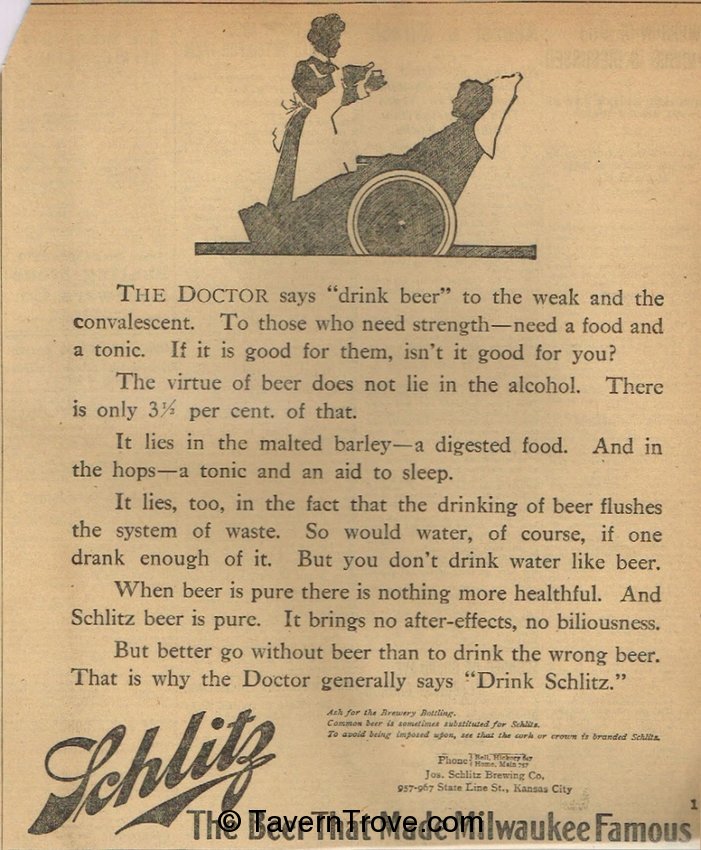 THE DOCTOR says "drink beer" to the weak and the
convalescent. To those who need strength—need a food and
a tonic. If it is good for them, isn't it good for you?
The virtue of beer does not lie in the alcohol. There
is only 3½ per cent. of that.
It lies in the malted barley—a digested food. And in
the hops—a tonic and an aid to sleep.
It lies, too, in the fact that the drinking of beer flushes
the system of waste. So would water, of course, if one
drank enough of it. But you don't drink water like beer.
When beer is pure there is nothing more healthful. And
Schlitz beer is pure. It brings no after-effects, no biliousness.
But better go without beer than to drink the wrong beer.
That is why the Doctor generally says "Drink Schlitz."
Ask for the Brewery Bottling.
Common beer is sometimes substituted for Schlitz.
To avoid being imposed upon, see that the cork or crown is branded Schlitz.
Phone { Bell, Hickory
Home, Main
Jos. Schlitz Brewing Co.
957-967 State Line St., Kansas City
Schlitz
1
The Beer That Made Milwaukee Famous
© TavernTrove.com